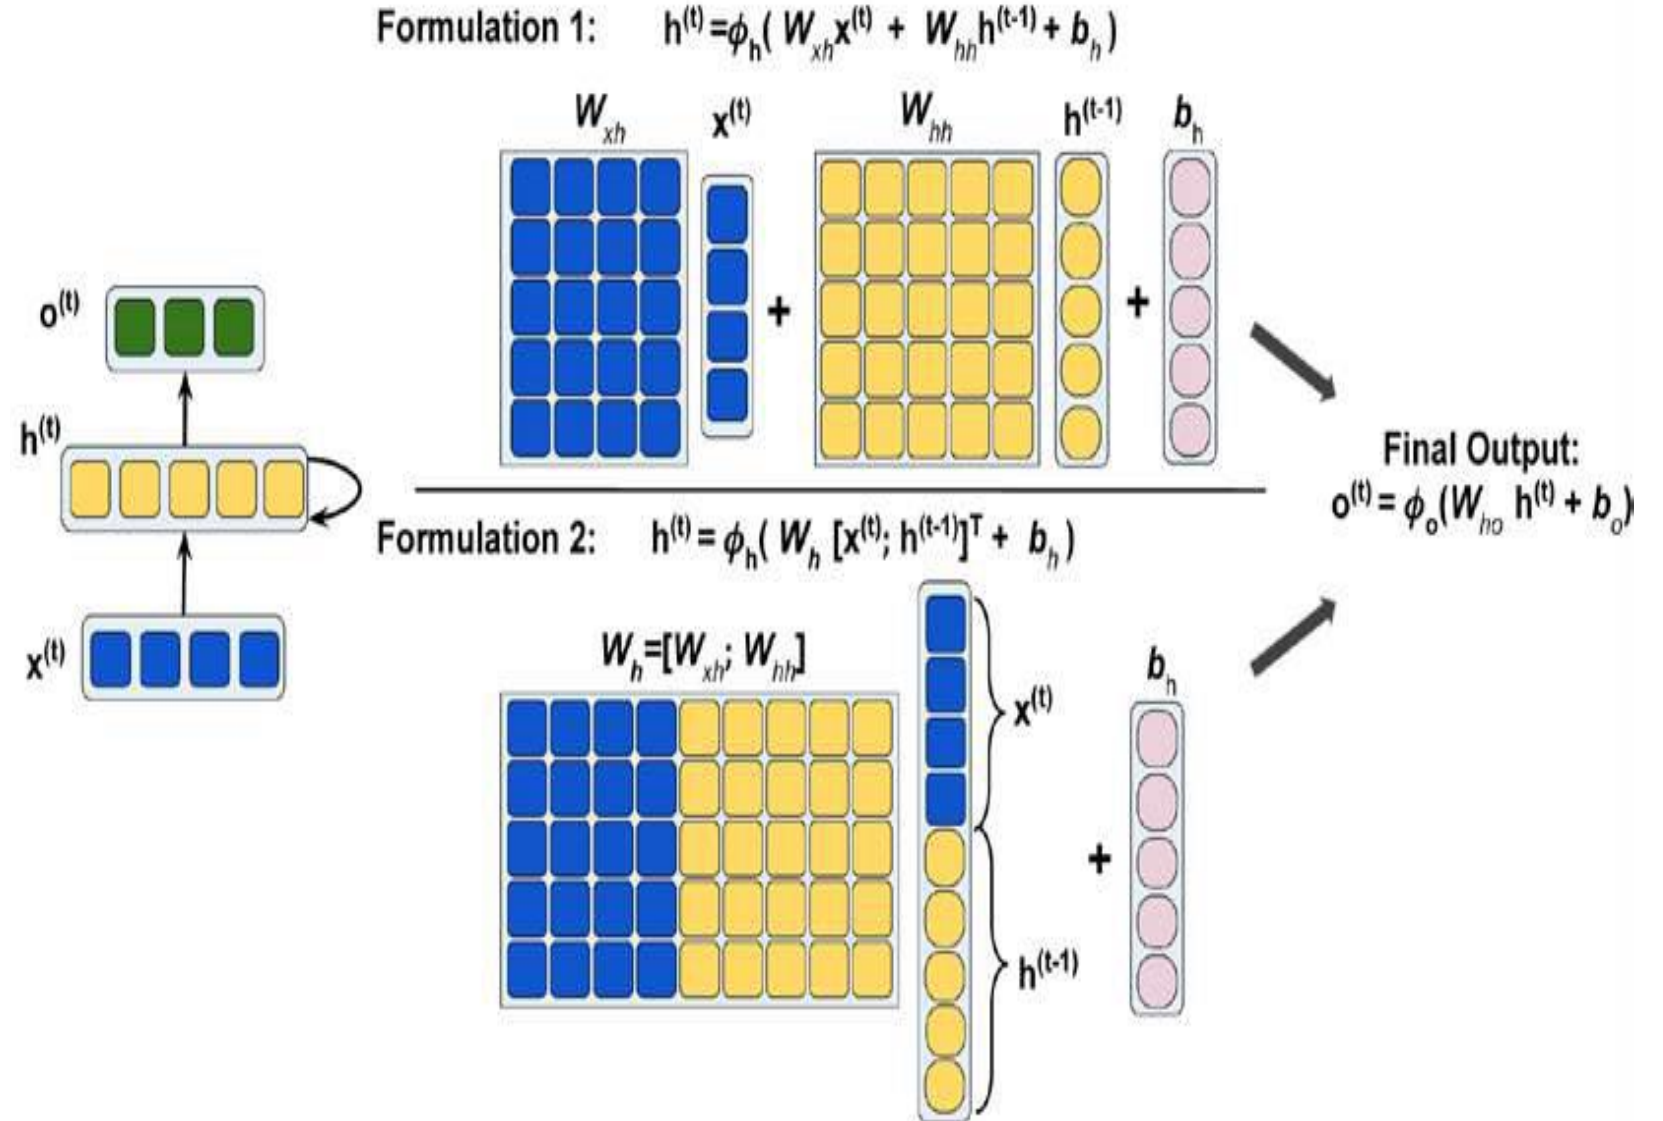 Formulation 1: h^(t) =ϕ_h( W_xh x^(t) + W_hh h^(t-1) + b_h )
W_xh x^(t) W_hh h^(t-1) b_h
+ +
o^(t)
h^(t)
x^(t)
Formulation 2: h^(t) = ϕ_h( W_h [x^(t); h^(t-1)]^T + b_h )
W_h=[W_xh; W_hh]
x^(t)
h^(t-1)
+
b_h
Final Output:
o^(t) = ϕ_o(W_ho h^(t) + b_o)